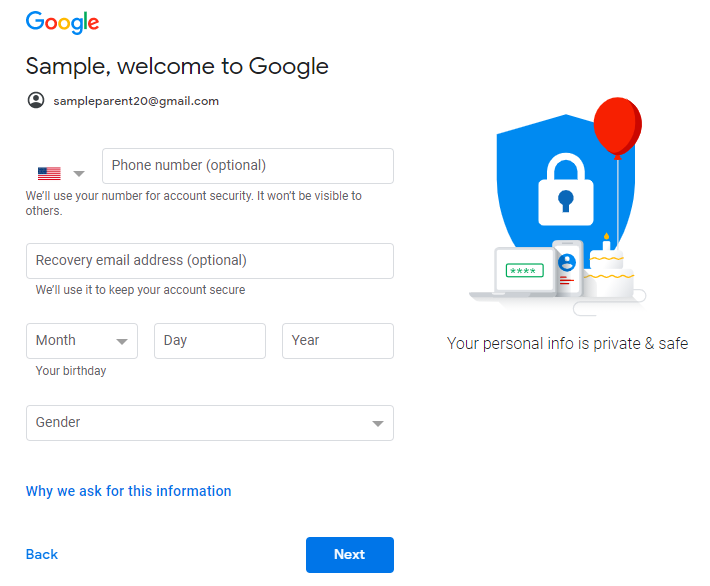 Google
Sample, welcome to Google
sampleparent20@gmail.com
Phone number (optional)
We'll use your number for account security. It won't be visible to
others.
Recovery email address (optional)
We'll use it to keep your account secure
Month Day Year
Your birthday
Gender
Why we ask for this information
Back Next
****
Your personal info is private & safe